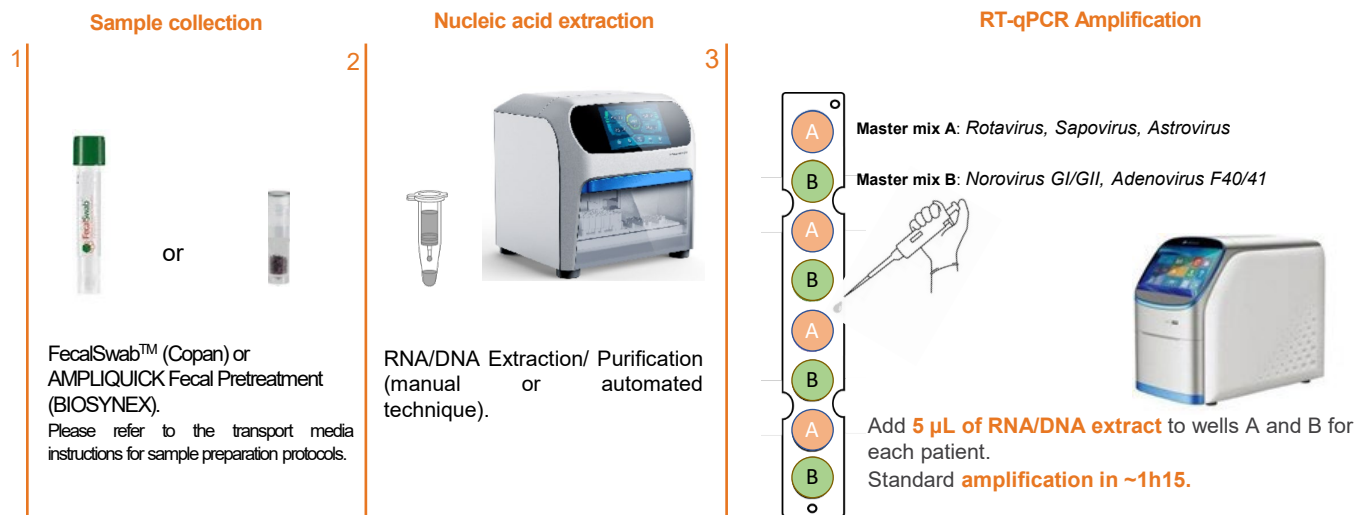 Sample collection
Nucleic acid extraction
RT-qPCR Amplification
1
2
3
FecalSwab
or
FecalSwab™ (Copan) or
AMPLIQUICK Fecal Pretreatment
(BIOSYNEX).
Please refer to the transport media
instructions for sample preparation protocols.
RNA/DNA Extraction/ Purification
(manual or automated
technique).
A
Master mix A: Rotavirus, Sapovirus, Astrovirus
B
Master mix B: Norovirus GI/GII, Adenovirus F40/41
A
B
A
B
A
B
Add 5 µL of RNA/DNA extract to wells A and B for
each patient.
Standard amplification in ~1h15.